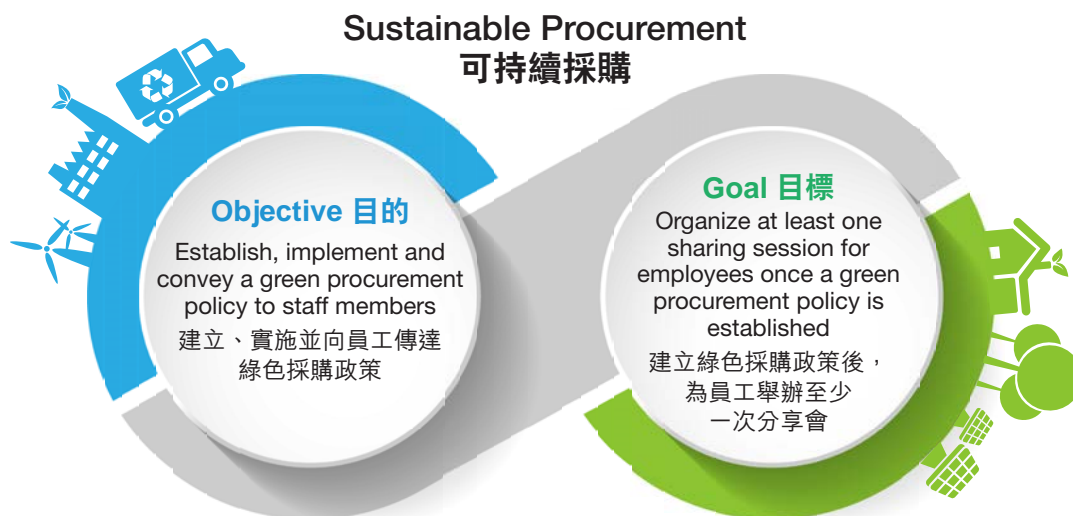 Sustainable Procurement
可持續採購
Objective 目的
Establish, implement and
convey a green procurement
policy to staff members
建立、實施並向員工傳達
綠色採購政策
Goal 目標
Organize at least one
sharing session for
employees once a green
procurement policy is
established
建立綠色採購政策後，
為員工舉辦至少
一次分享會